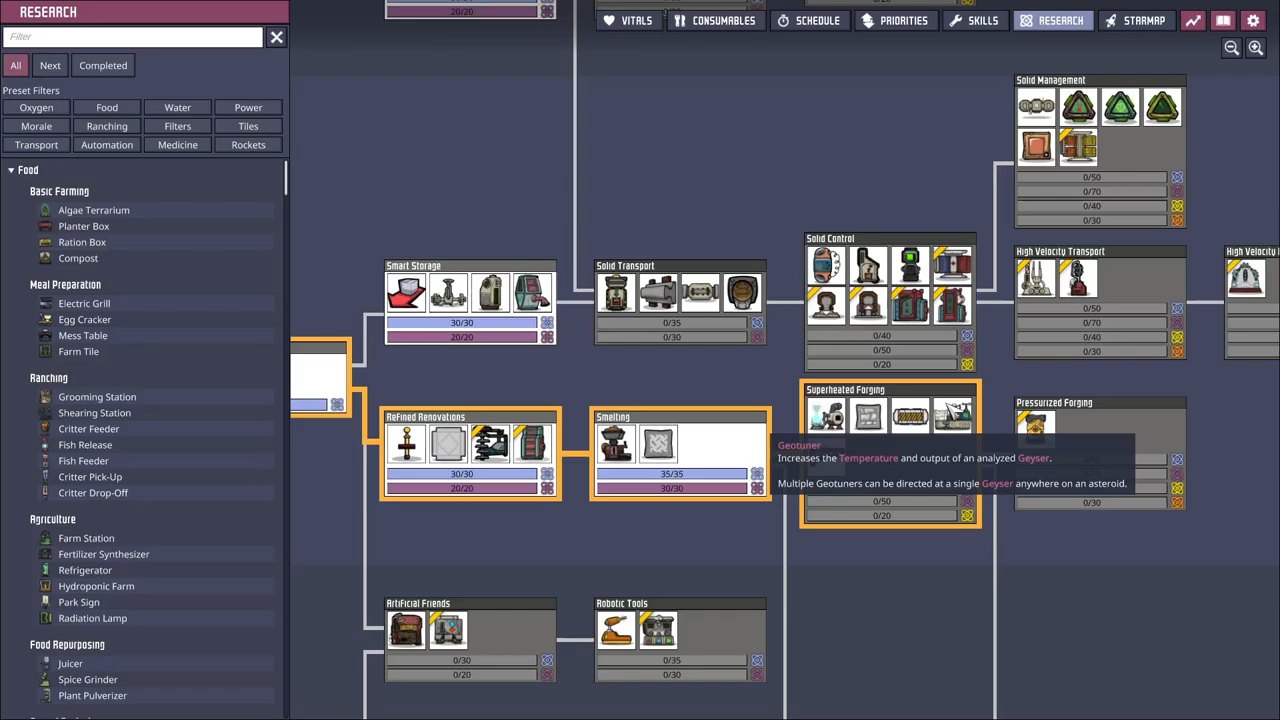 RESEARCH
Filter
All
Next
Completed
Preset Filters
Oxygen
Food
Water
Power
Morale
Ranching
Filters
Tiles
Transport
Automation
Medicine
Rockets
Food
Basic Farming
Algae Terrarium
Planter Box
Ration Box
Compost
Meal Preparation
Electric Grill
Egg Cracker
Mess Table
Farm Tile
Ranching
Grooming Station
Shearing Station
Critter Feeder
Fish Release
Fish Feeder
Critter Pick-Up
Critter Drop-Off
Agriculture
Farm Station
Fertilizer Synthesizer
Refrigerator
Hydroponic Farm
Park Sign
Radiation Lamp
Food Repurposing
Juicer
Spice Grinder
Plant Pulverizer
VITALS
CONSUMABLES
SCHEDULE
PRIORITIES
SKILLS
RESEARCH
STARMAP
20/20
20/20
Solid Management
0/50
0/70
0/40
0/30
Smart Storage
30/30
20/20
Solid Transport
0/35
0/30
Solid Control
0/40
0/50
0/20
High Velocity Transport
0/50
0/70
0/40
0/30
High Velocity
Refined Renovations
30/30
20/20
Smelting
35/35
30/30
Superheated Forging
0/50
0/20
Pressurized Forging
0/30
Geotuner
Increases the Temperature and output of an analyzed Geyser.
Multiple Geotuners can be directed at a single Geyser anywhere on an asteroid.
Artificial Friends
0/30
0/20
Robotic Tools
0/35
0/30